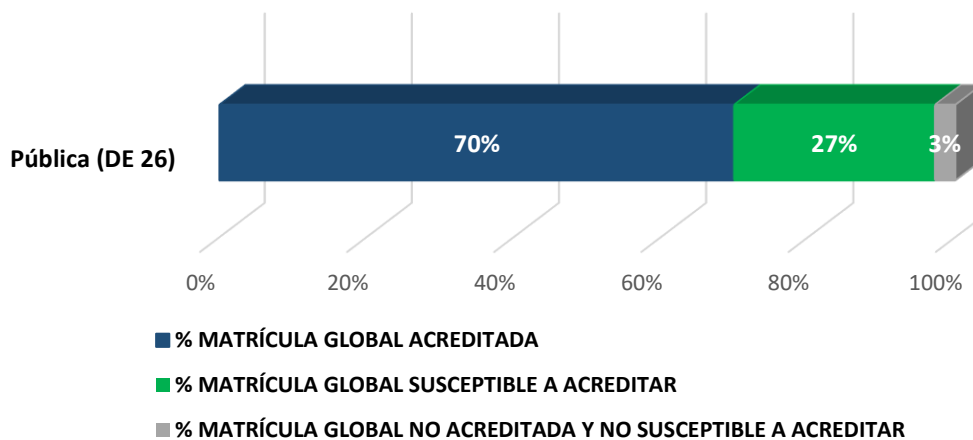 70%
27%
3%
Pública (DE 26)
0%
20%
40%
60%
80%
100%
% MATRÍCULA GLOBAL ACREDITADA
% MATRÍCULA GLOBAL SUSCEPTIBLE A ACREDITAR
% MATRÍCULA GLOBAL NO ACREDITADA Y NO SUSCEPTIBLE A ACREDITAR